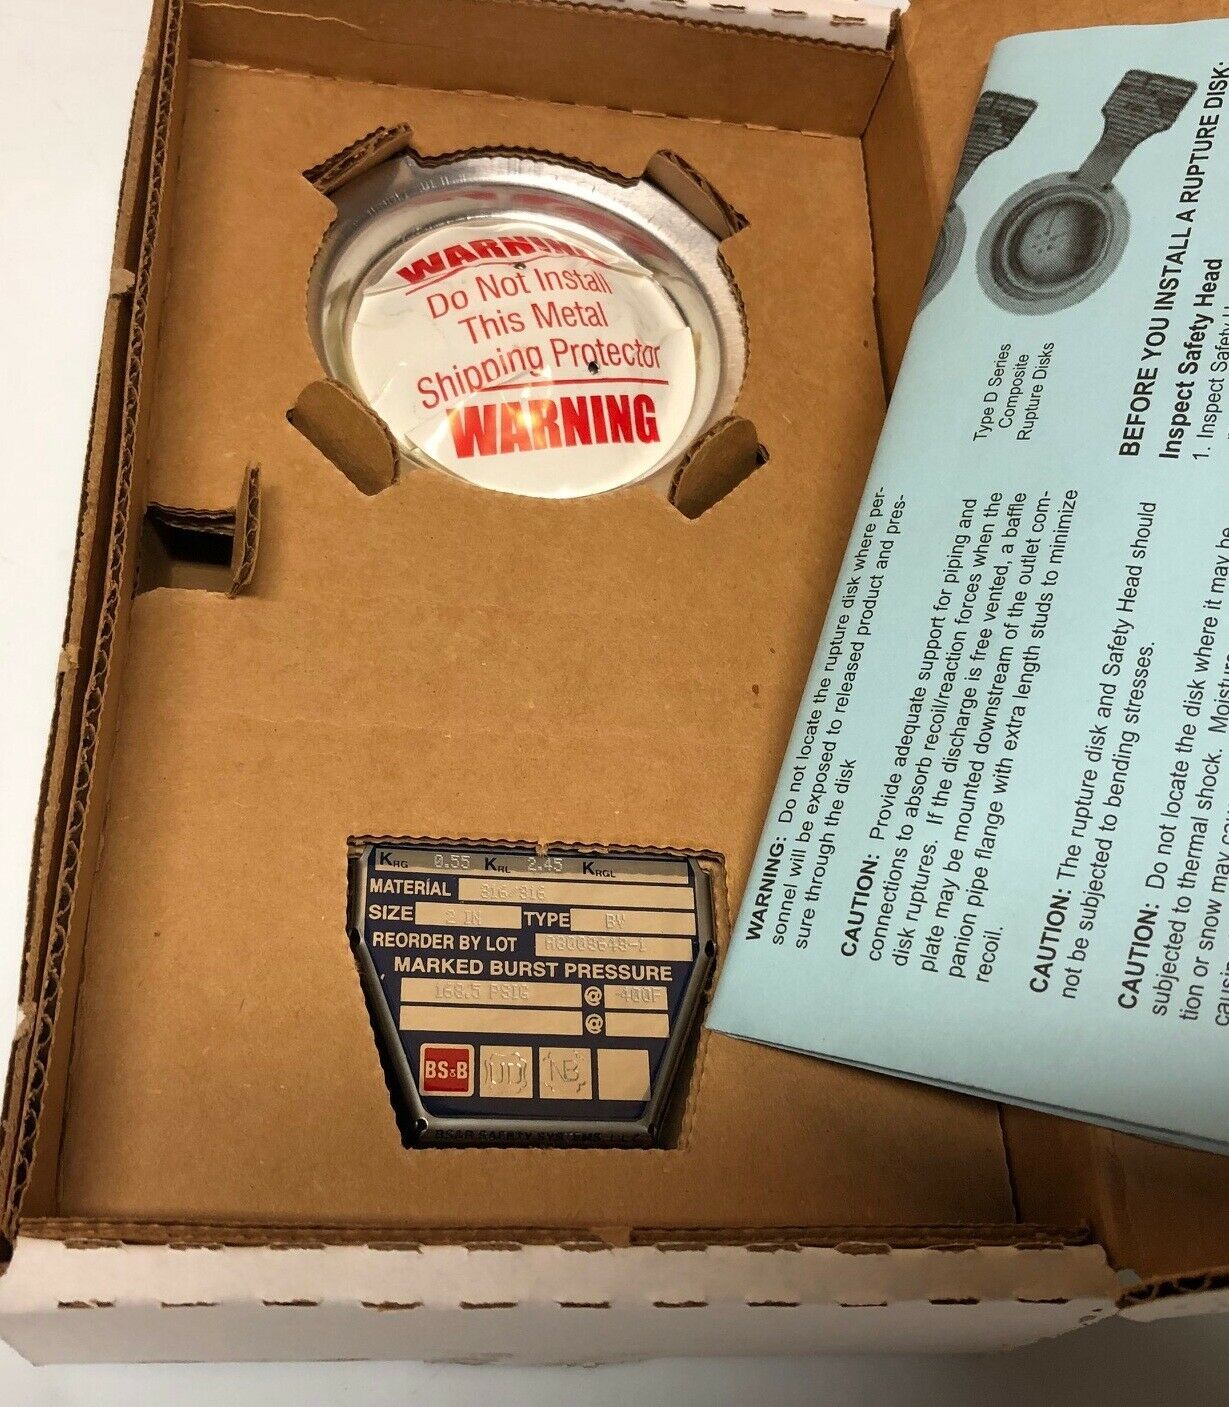 WARNING
Do Not Install
This Metal
Shipping Protector
WARNING
KRG 0.55 KRL 2.45 KRGL
MATERIAL 316/316
SIZE 2 IN TYPE BV
REORDER BY LOT
MARKED BURST PRESSURE
168.5 PSIG @ 400F
@
BS&B UD NB
BS&B SAFETY SYSTEMS, L.L.C.
Type D Series
Composite
Rupture Disks
WARNING: Do not locate the rupture disk where per-
sonnel will be exposed to released product and pres-
sure through the disk
CAUTION: Provide adequate support for piping and
connections to absorb recoil/reaction forces when the
disk ruptures. If the discharge is free vented, a baffle
plate may be mounted downstream of the outlet com-
panion pipe flange with extra length studs to minimize
recoil.
CAUTION: The rupture disk and Safety Head should
not be subjected to bending stresses.
CAUTION: Do not locate the disk where it may be
subjected to thermal shock. Moisture
tion or snow may
causing
BEFORE YOU INSTALL A RUPTURE DISK:
Inspect Safety Head
1. Inspect Safety